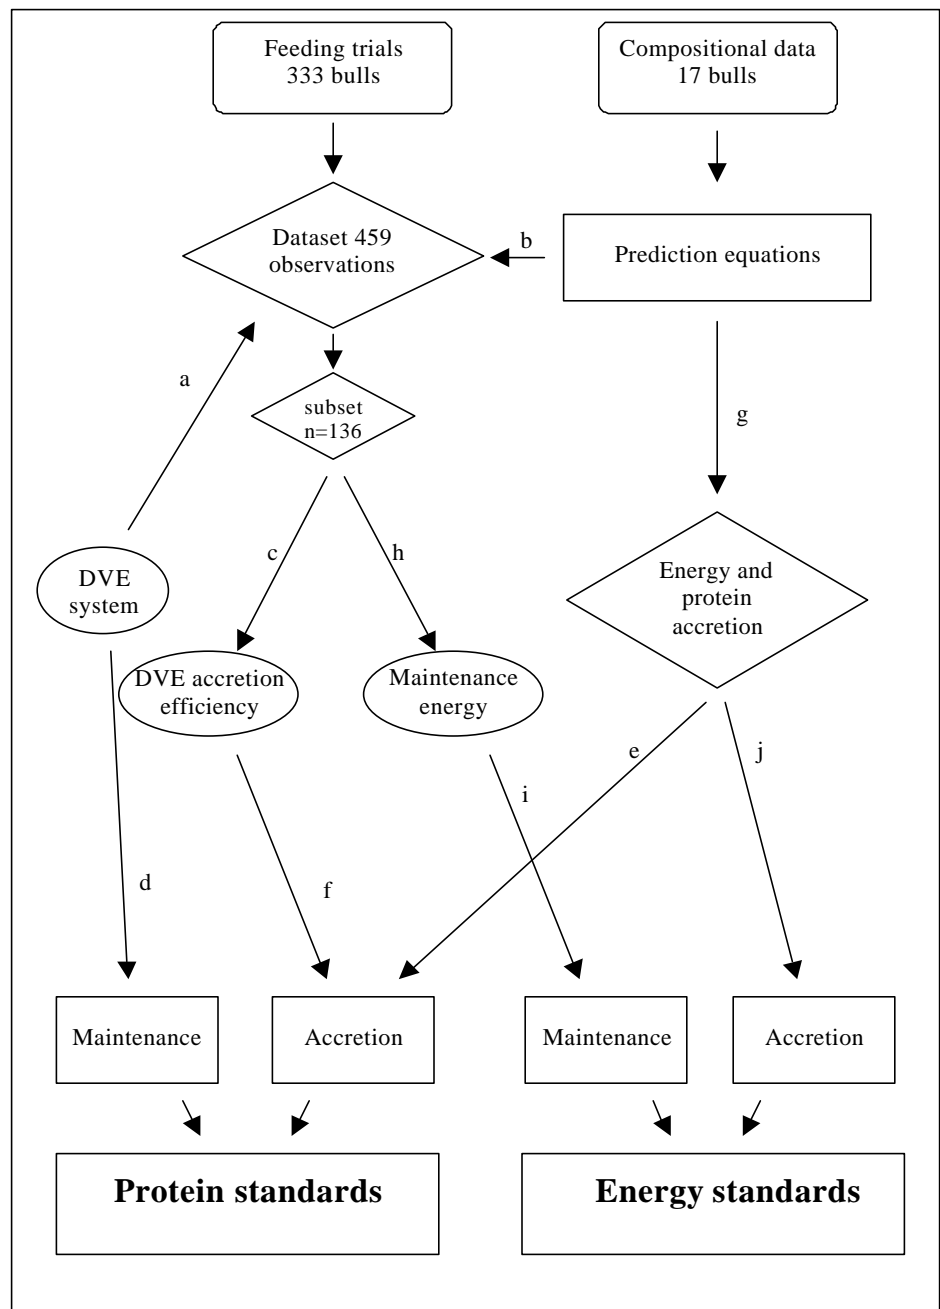 Feeding trials
333 bulls
Compositional data
17 bulls
Dataset 459
observations
b
Prediction equations
a
subset
n=136
g
c
h
DVE
system
Energy and
protein
accretion
DVE accretion
efficiency
Maintenance
energy
e
j
i
d
f
Maintenance
Accretion
Maintenance
Accretion
Protein standards
Energy standards